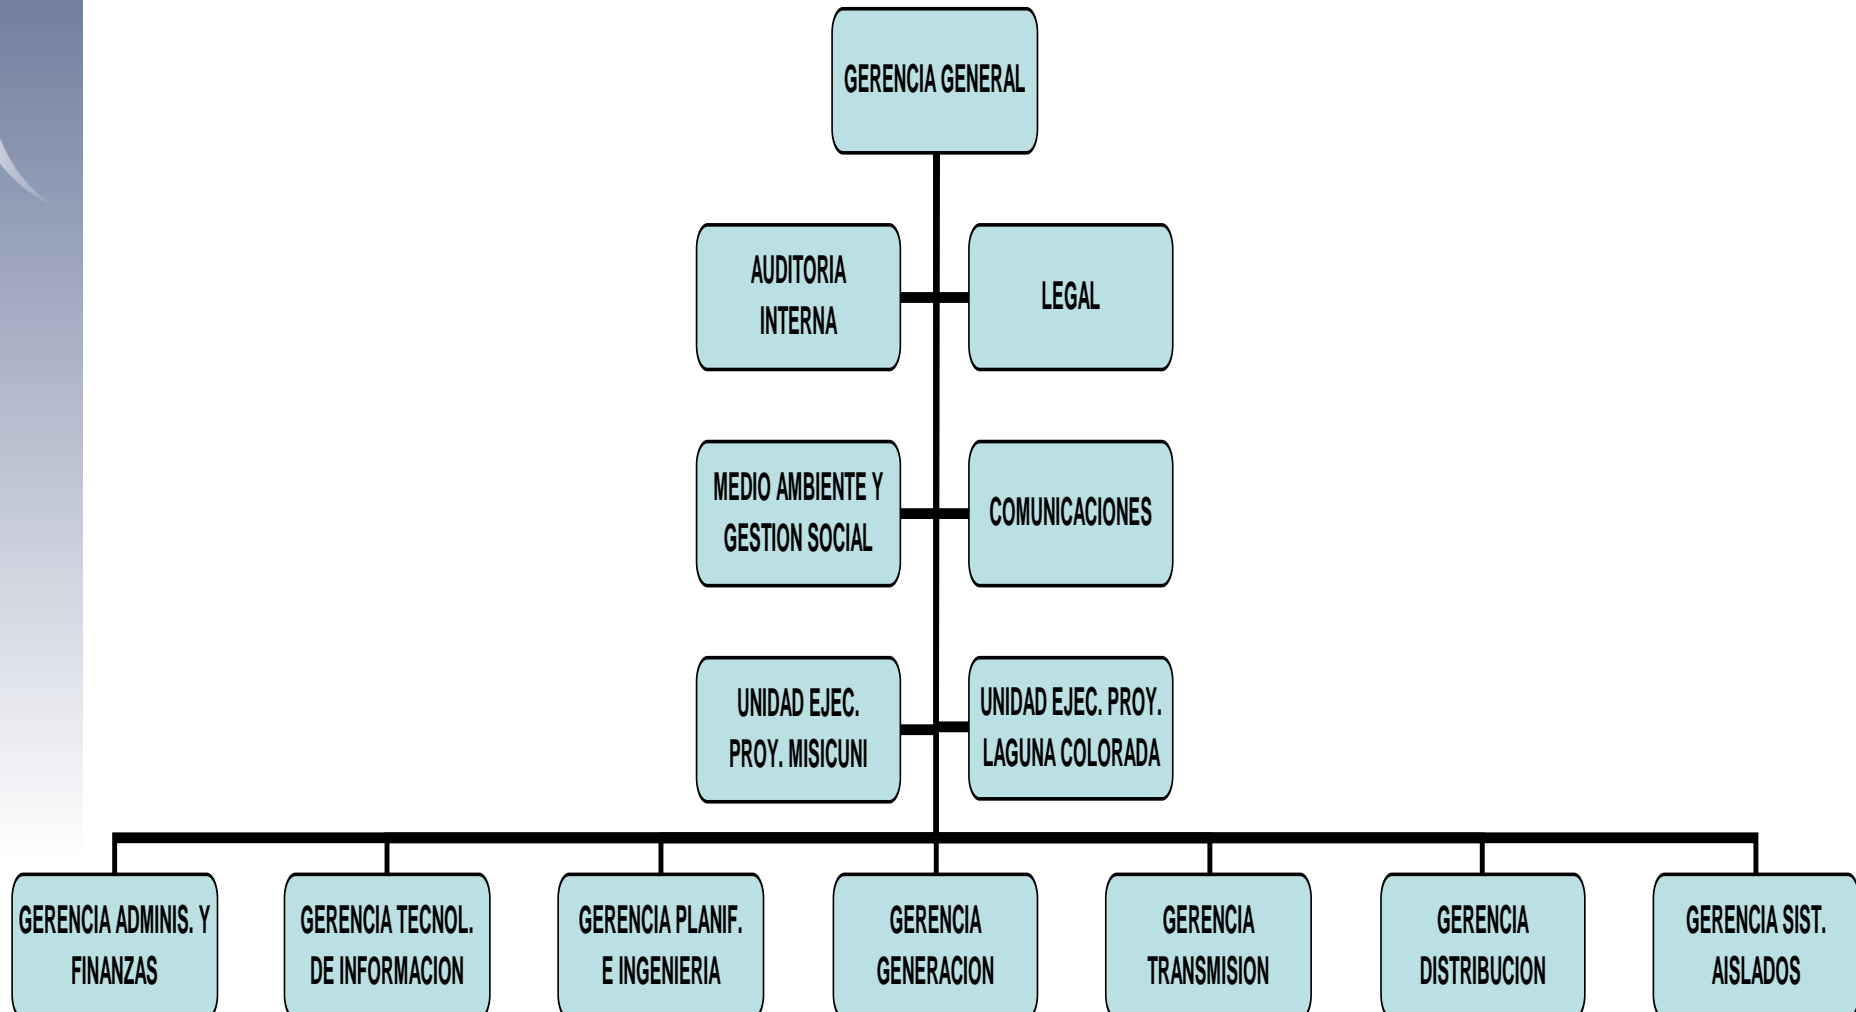 GERENCIA GENERAL
AUDITORIA
INTERNA
LEGAL
MEDIO AMBIENTE Y
GESTION SOCIAL
COMUNICACIONES
UNIDAD EJEC.
PROY. MISICUNI
UNIDAD EJEC. PROY.
LAGUNA COLORADA
GERENCIA ADMINIS. Y
FINANZAS
GERENCIA TECNOL.
DE INFORMACION
GERENCIA PLANIF.
E INGENIERIA
GERENCIA
GENERACION
GERENCIA
TRANSMISION
GERENCIA
DISTRIBUCION
GERENCIA SIST.
AISLADOS